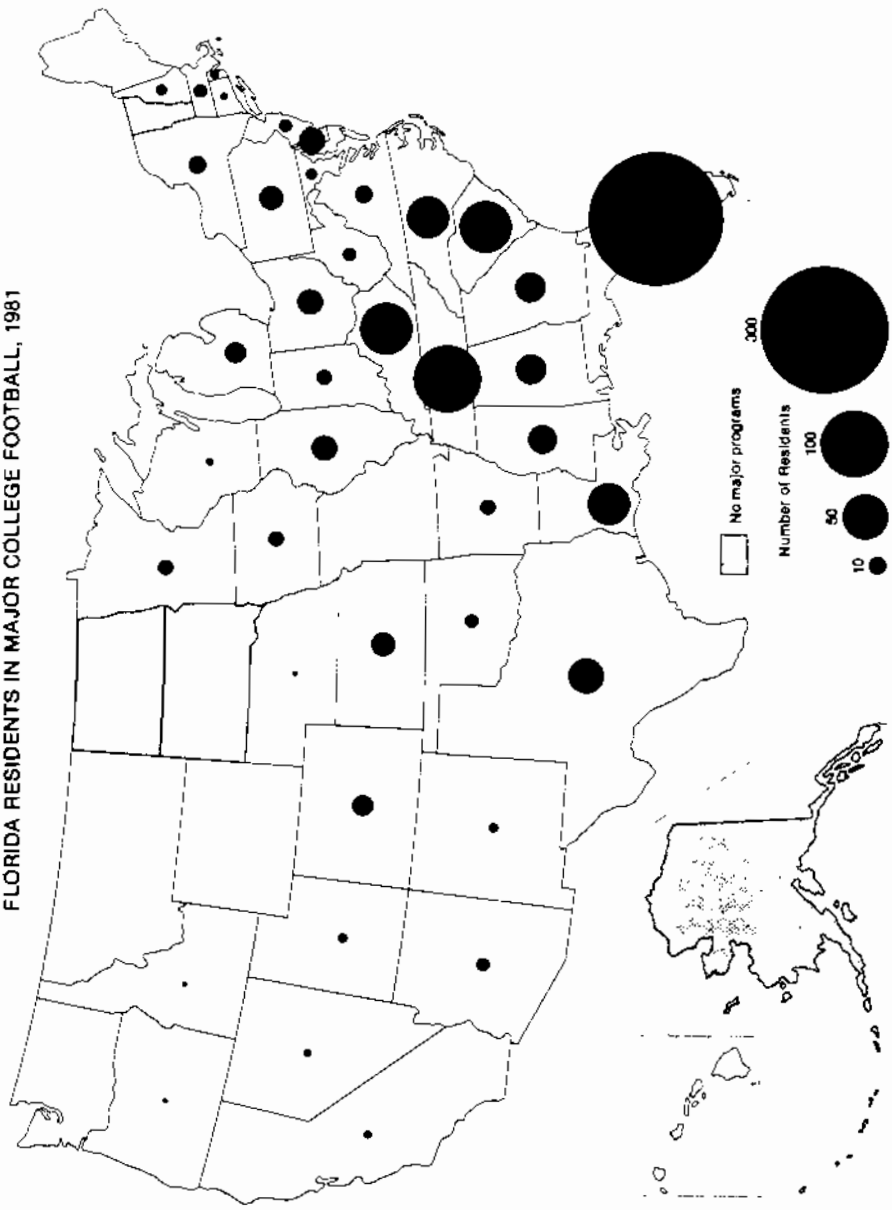 FLORIDA RESIDENTS IN MAJOR COLLEGE FOOTBALL, 1981
No major programs
Number of Residents
10
50
100
300